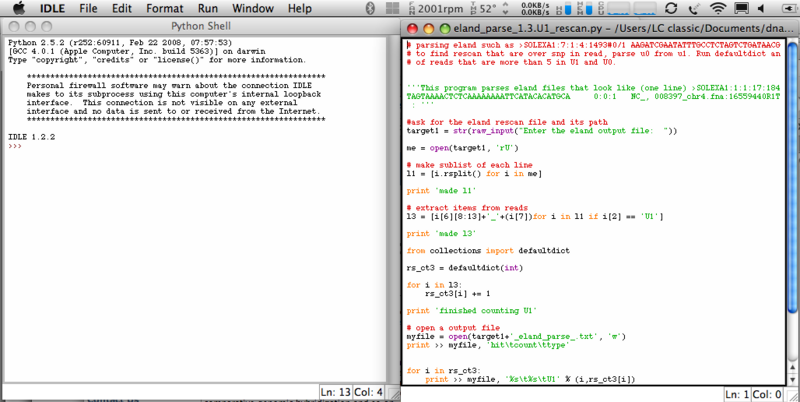 IDLE File Edit Format Run Windows Help
2001rpm
52°
0.0KB/s
0.0KB/s
Python Shell
Python 2.5.2 (r252:60911, Feb 22 2008, 07:57:53)
[GCC 4.0.1 (Apple Computer, Inc. build 5363)] on darwin
Type "copyright", "credits" or "license()" for more information.
****************************************************************
Personal firewall software may warn about the connection IDLE
makes to its subprocess using this computer's internal loopback
interface. This connection is not visible on any external
interface and no data is sent to or received from the Internet.
****************************************************************
IDLE 1.2.2
>>>
Ln: 13 Col: 4
eland_parse_1.3.U1_rescan.py – /Users/LC classic/Documents/dna
# parsing eland such as >SOLEXA1:7:1:4:1493#0/1 AAGATCGAATATTTGCCTCTAGTCTGATAACG
# to find rescan that are over snp in read, parse u0 from u1. Run defaultdict an
# of reads that are more than 5 in U1 and U0.
'''This program parses eland files that look like (one line) >SOLEXA1:1:1:17:184
TAGTAAAACTCTCAAAAAAAATTCATACACATGCA 0:0:1 NC_, 008397_chr4.fna:16559440R1T
: '''
#ask for the eland rescan file and its path
target1 = str(raw_input("Enter the eland output file: "))
me = open(target1, 'rU')
# make sublist of each line
l1 = [i.rsplit() for i in me]
print 'made l1'
# extract items from reads
l3 = [i[6][8:13]+'_'+(i[7])for i in l1 if i[2] == 'U1']
print 'made l3'
from collections import defaultdict
rs_ct3 = defaultdict(int)
for i in l3:
rs_ct3[i] += 1
print 'finished counting U1'
# open a output file
myfile = open(target1+'_eland_parse_.txt', 'w')
print >> myfile, 'hit\tcount\ttype'
for i in rs_ct3:
print >> myfile, '%s\t%s\tU1' % (i,rs_ct3[i])
Ln: 1 Col: 0